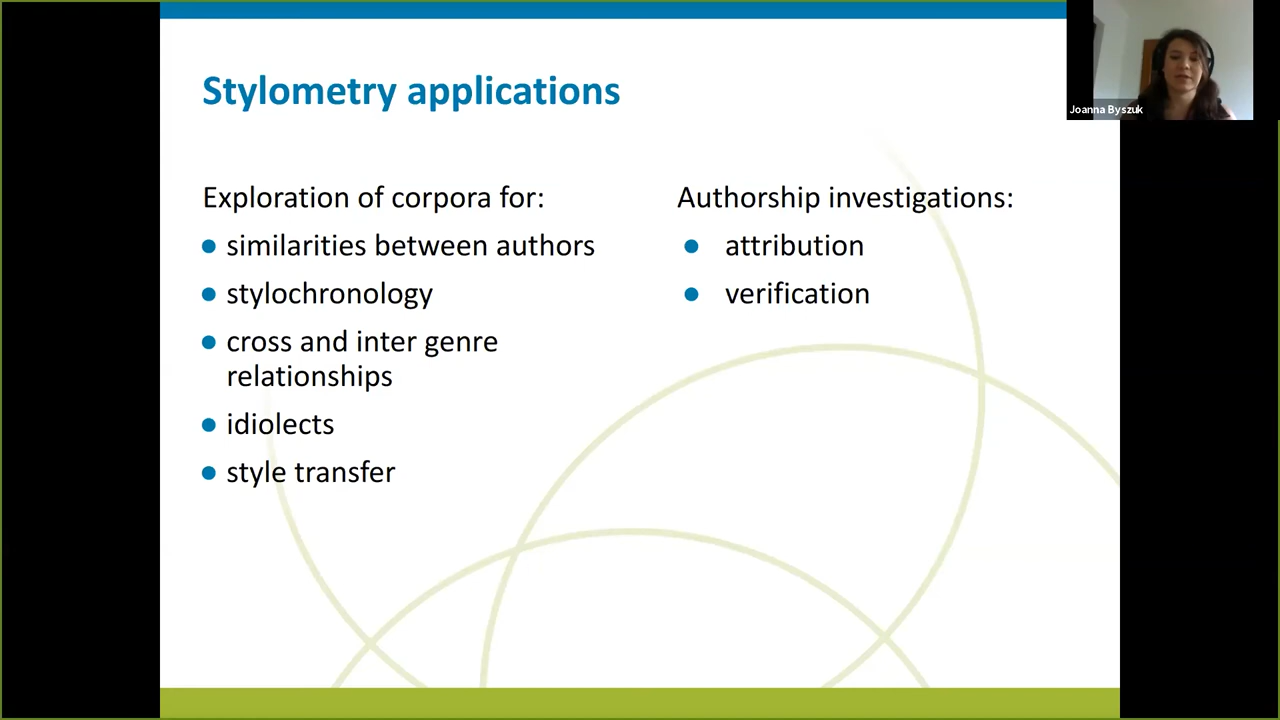 Stylometry applications
Joanna Byszuk
Exploration of corpora for:
similarities between authors
stylochronology
cross and inter genre
relationships
idiolects
style transfer
Authorship investigations:
attribution
verification